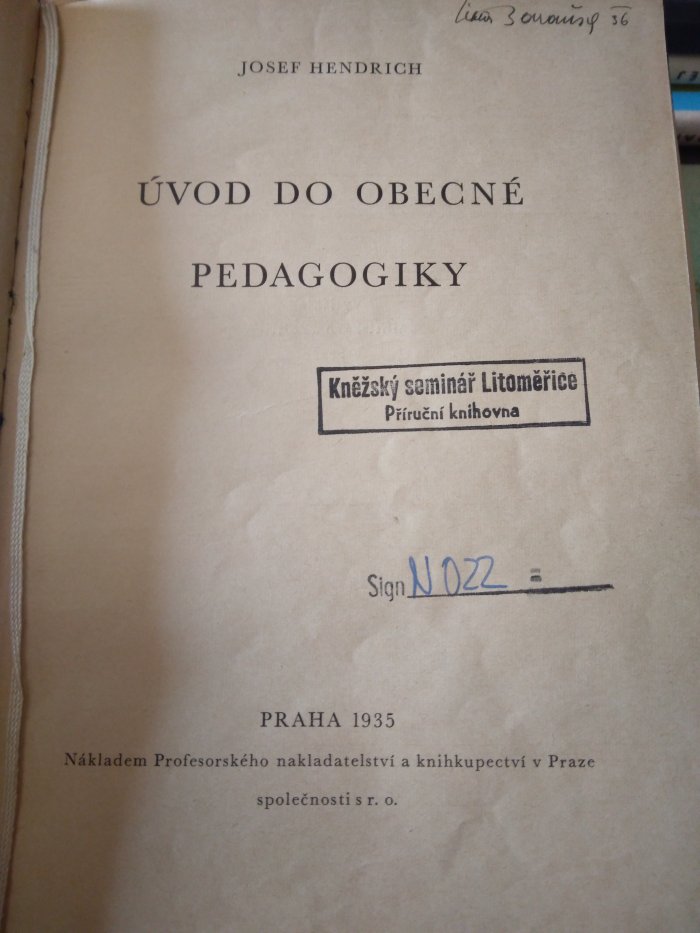 36
JOSEF HENDRICH
ÚVOD DO OBECNÉ
PEDAGOGIKY
Kněžský seminář Litoměřice
Příruční knihovna
Sign N 022 =
PRAHA 1935
Nákladem Profesorského nakladatelství a knihkupectví v Praze
společnosti s r. o.